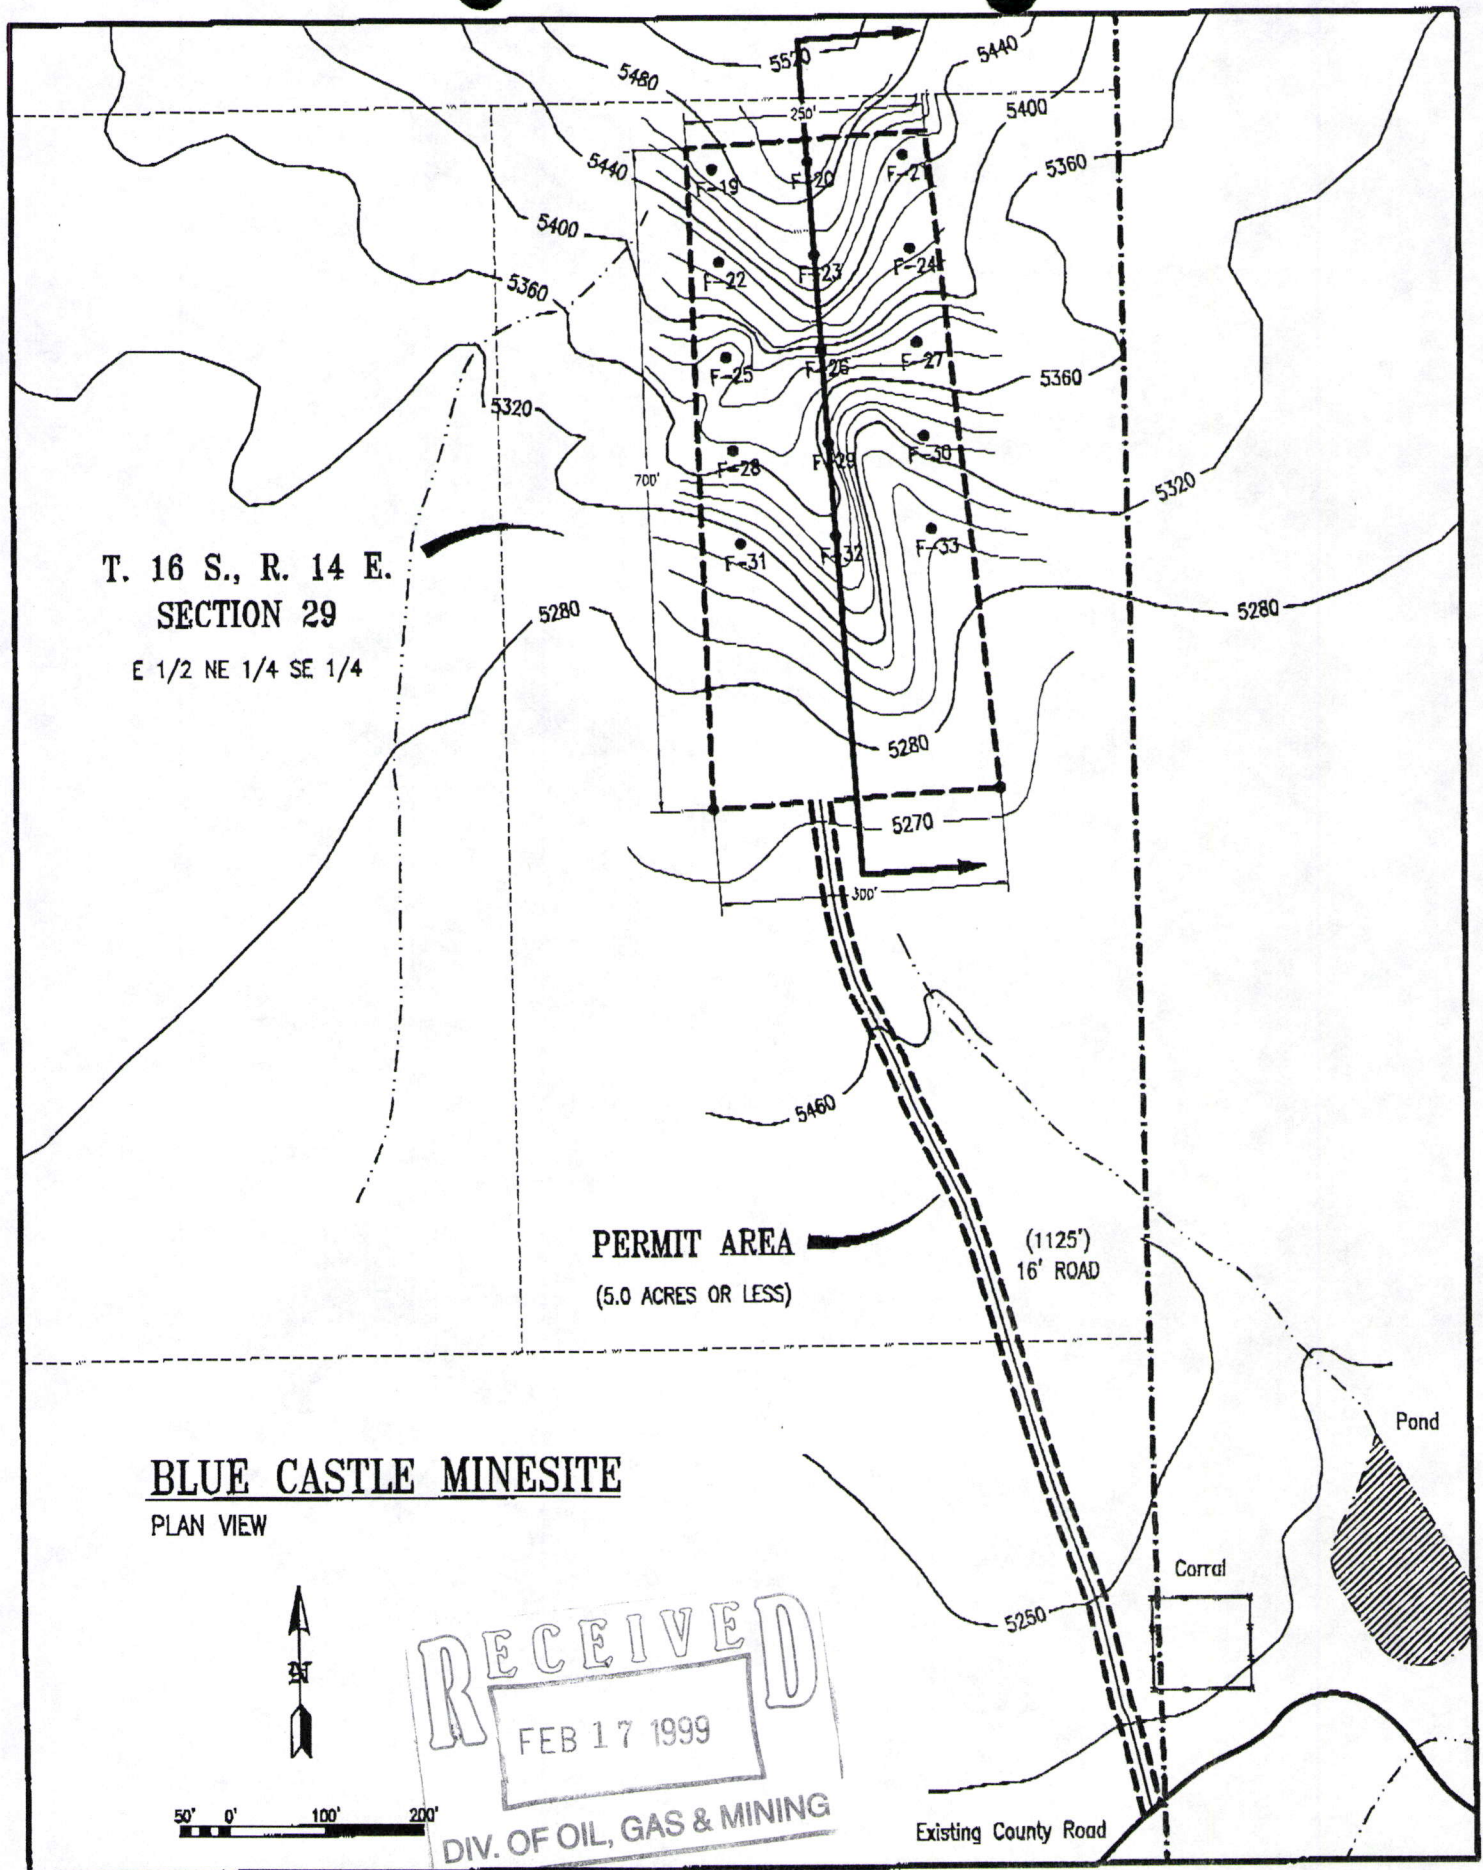 5520
5440
5480
5400
250'
5440
5360
F-19
F-20
F-21
5400
F-22
F-23
F-24
5360
F-25
F-26
F-27
5360
5320
F-28
F-29
F-30
700'
5320
F-31
F-32
F-33
T. 16 S., R. 14 E.
SECTION 29
E 1/2 NE 1/4 SE 1/4
5280
5280
5280
5270
300'
5460
PERMIT AREA
(5.0 ACRES OR LESS)
(1125')
16' ROAD
Pond
BLUE CASTLE MINESITE
PLAN VIEW
Corral
5250
N
RECEIVED
FEB 17 1999
DIV. OF OIL, GAS & MINING
50' 0' 100' 200'
Existing County Road